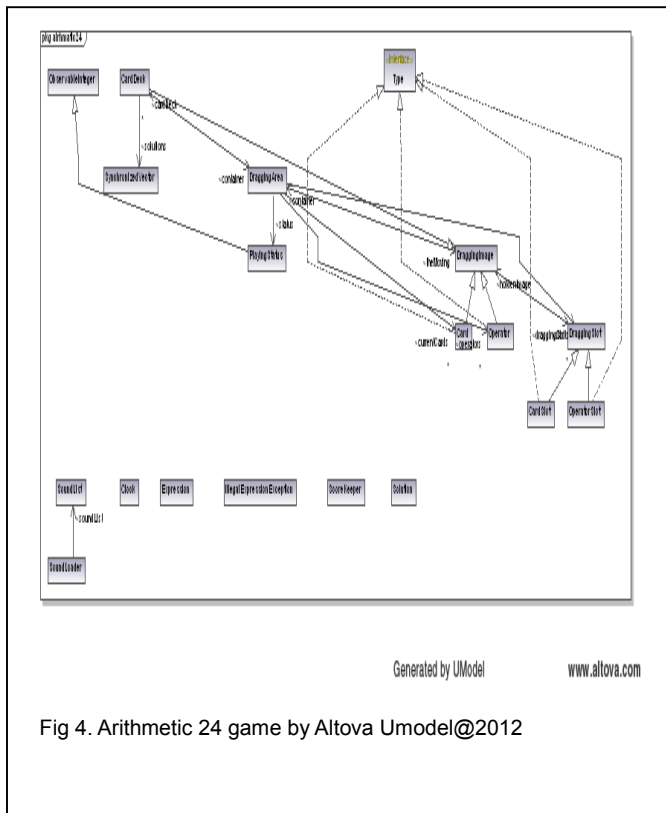 pkg arithmetic24
«interface»
Type
ObservableInteger
CardDeck
~cardDeck
~solutions
SynchronizedVector
~container
DraggingArea
~container
~status
PlayingStatus
~theMoving
DraggingImage
~hiddenImage
Card
Operator
~draggingSlots
DraggingSlot
~currentCards
CardSlot
OperatorSlot
SoundList
Clock
Expression
IllegalExpressionException
ScoreKeeper
Solution
~soundList
SoundLoader
Generated by UModel
www.altova.com
Fig 4. Arithmetic 24 game by Altova Umodel@2012